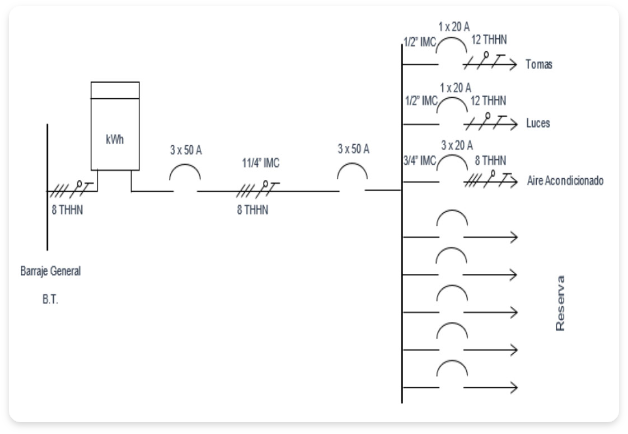 1 x 20 A
1/2" IMC
12 THHN
Tomas
1 x 20 A
1/2" IMC
12 THHN
Luces
kWh
3 x 50 A
11/4" IMC
3 x 50 A
3 x 20 A
3/4" IMC
8 THHN
Aire Acondicionado
8 THHN
8 THHN
Barraje General
B.T.
Reserva